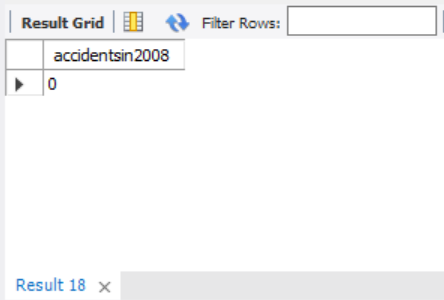 Result Grid Filter Rows:
accidentsin2008
0
Result 18 ×